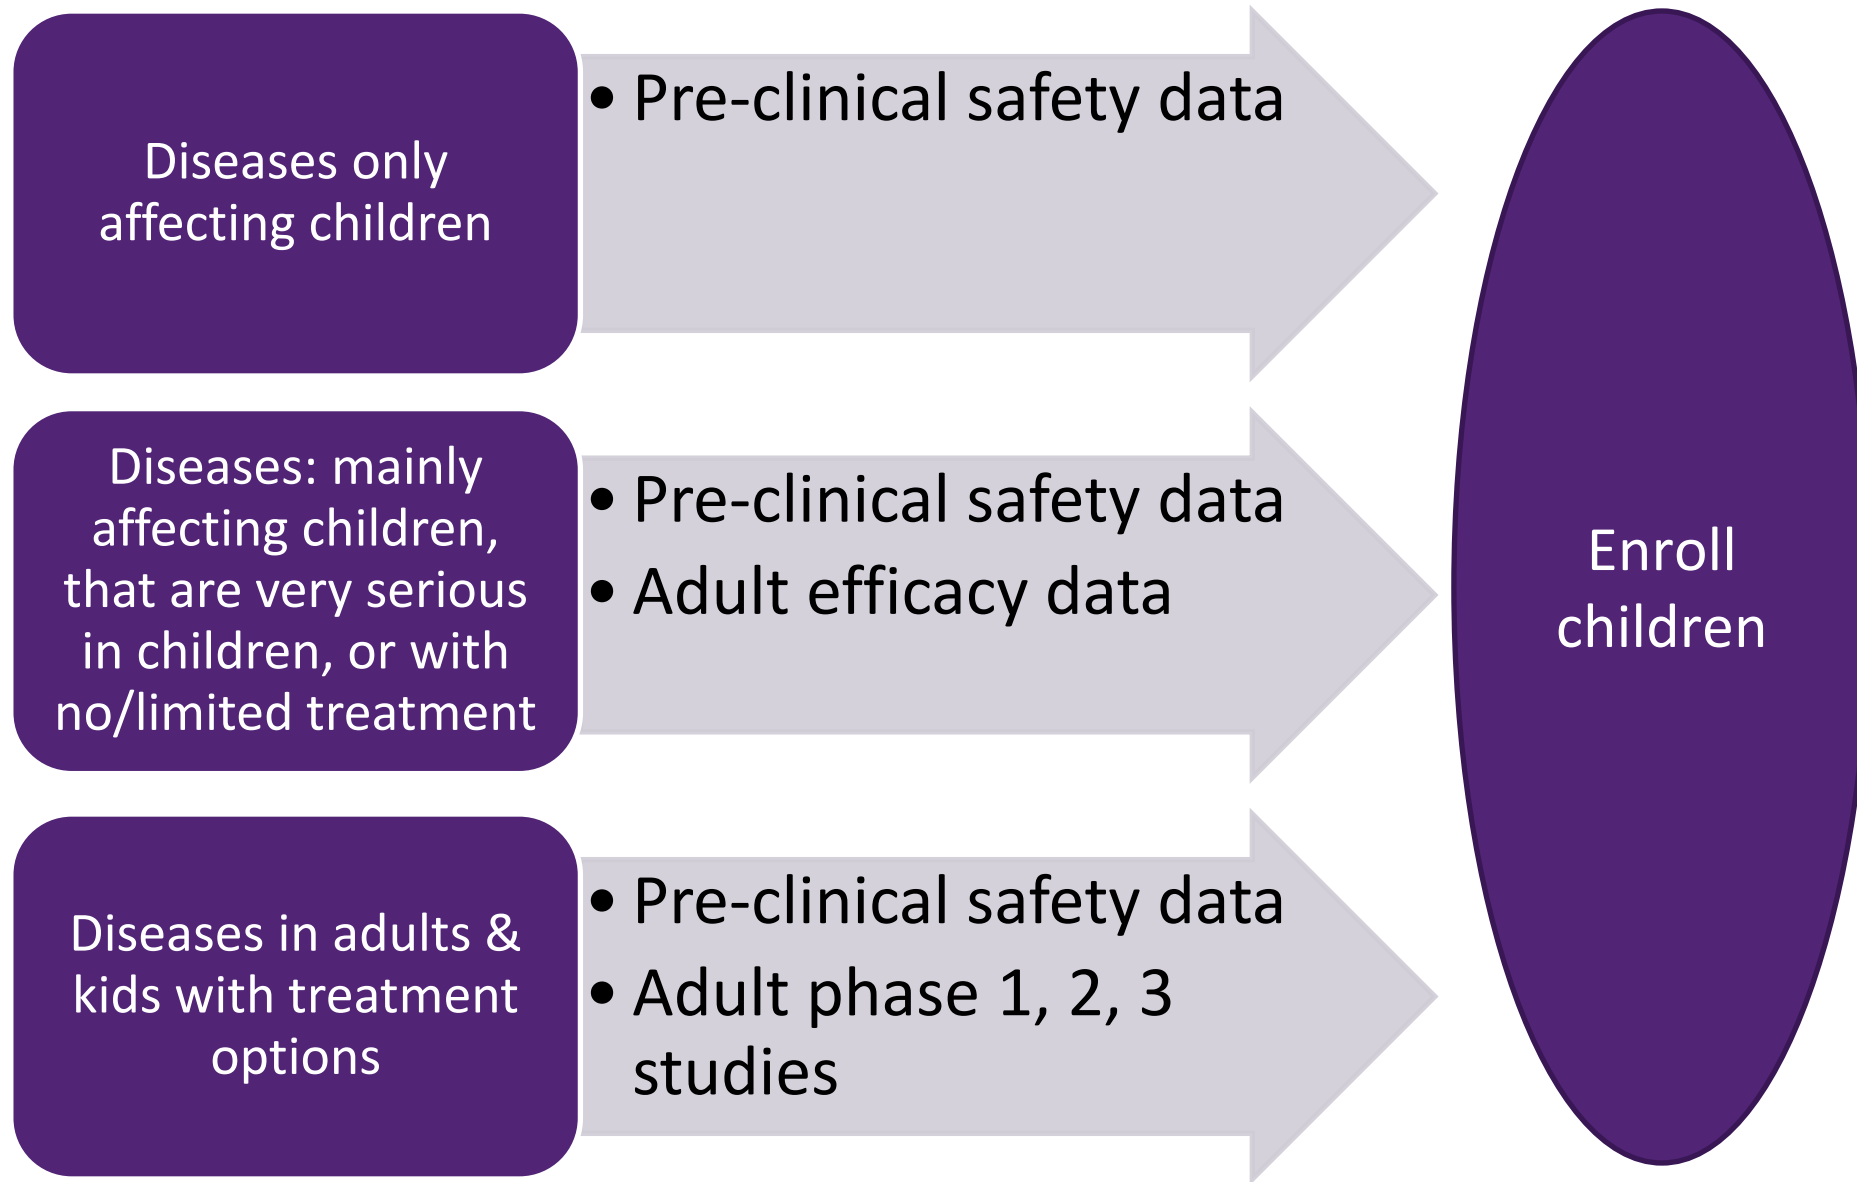 Diseases only
affecting children
• Pre-clinical safety data
Diseases: mainly
affecting children,
that are very serious
in children, or with
no/limited treatment
• Pre-clinical safety data
• Adult efficacy data
Diseases in adults &
kids with treatment
options
• Pre-clinical safety data
• Adult phase 1, 2, 3
studies
Enroll
children